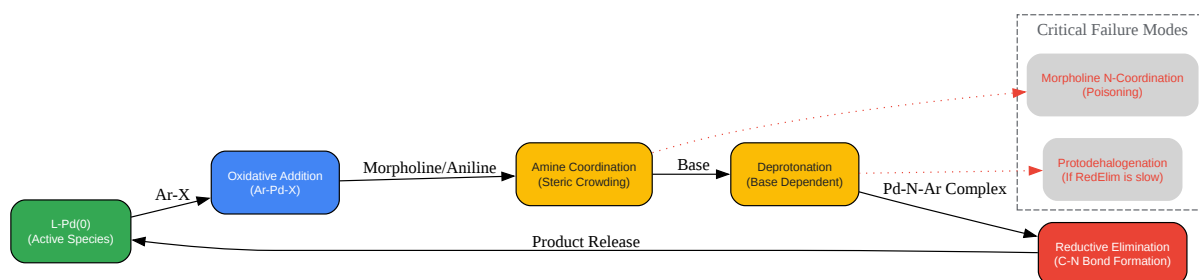 Critical Failure Modes
Morpholine N-Coordination
(Poisoning)
Protodehalogenation
(If RedElim is slow)
L-Pd(0)
(Active Species)
Ar-X
Oxidative Addition
(Ar-Pd-X)
Morpholine/Aniline
Amine Coordination
(Steric Crowding)
Base
Deprotonation
(Base Dependent)
Pd-N-Ar Complex
Reductive Elimination
(C-N Bond Formation)
Product Release